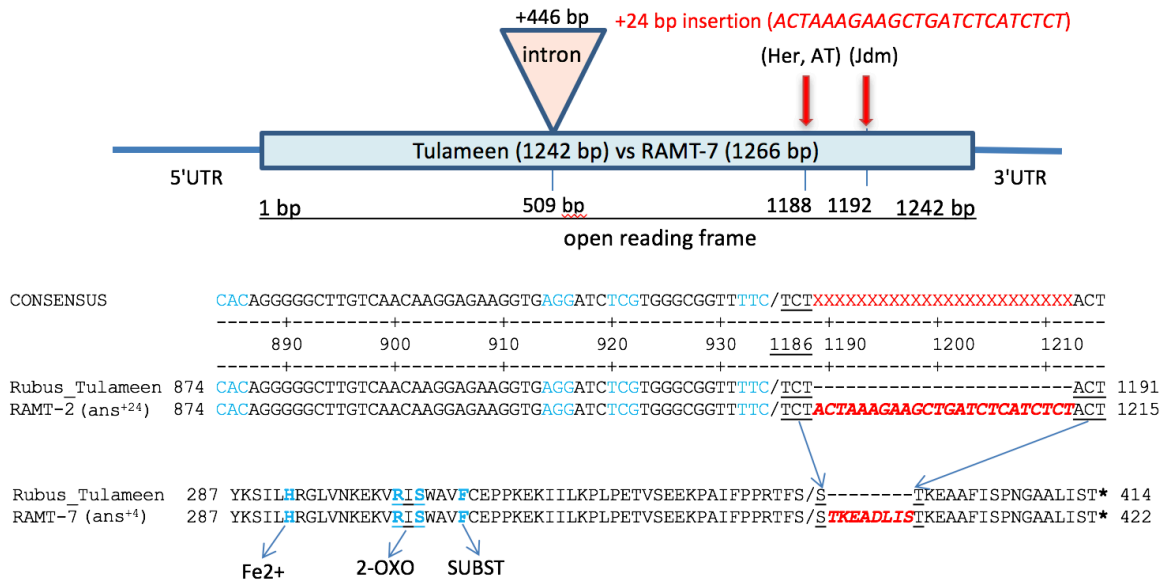 +446 bp
intron
+24 bp insertion (ACTAAAGAAGCTGATCTCATCTCT)
(Her, AT) (Jdm)
Tulameen (1242 bp) vs RAMT-7 (1266 bp)
5'UTR
3'UTR
1 bp 509 bp 1188 1192 1242 bp
open reading frame
CONSENSUS CACAGGGGGCTTGTCAACAAGGAGAAGGTGAGGATCTCGTGGGCGGTTTTC/TCTXXXXXXXXXXXXXXXXXXXXXXXXACT
------+---------+---------+---------+---------+----------+---------+---------+-----
890 900 910 920 930 1186 1190 1200 1210
Rubus_Tulameen 874 CACAGGGGGCTTGTCAACAAGGAGAAGGTGAGGATCTCGTGGGCGGTTTTC/TCT------------------------ACT 1191
RAMT-2 (ans+24) 874 CACAGGGGGCTTGTCAACAAGGAGAAGGTGAGGATCTCGTGGGCGGTTTTC/TCTACTAAAGAAGCTGATCTCATCTCTACT 1215
Rubus_Tulameen 287 YKSILHRGLVNKEKVRISWAVFCEPPKEKIILKPLPETVSEEKPAIFPPRTFS/S--------TKEAAFISPNGAALIST* 414
RAMT-7 (ans+4) 287 YKSILHRGLVNKEKVRISWAVFCEPPKEKIILKPLPETVSEEKPAIFPPRTFS/STKEADLISTKEAAFISPNGAALIST* 422
Fe2+ 2-OXO SUBST